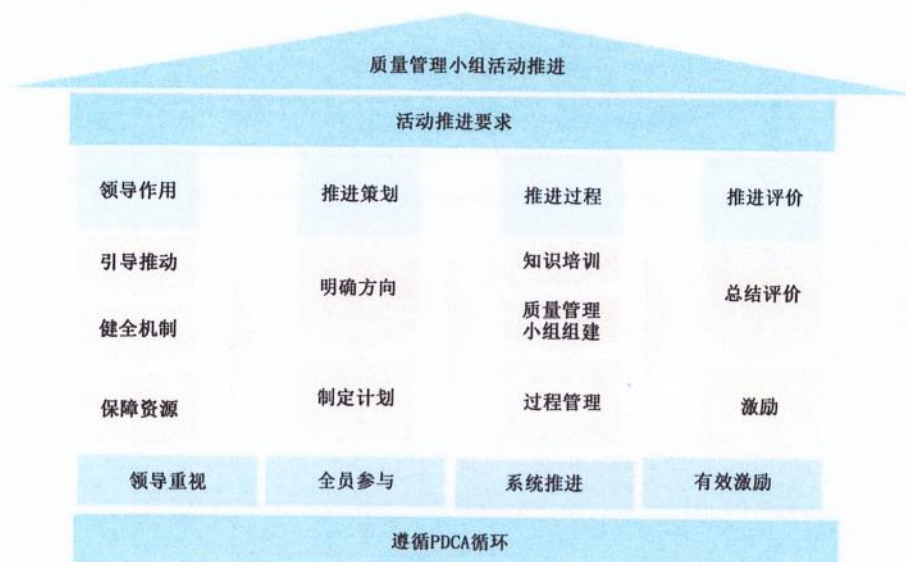 质量管理小组活动推进
活动推进要求
领导作用
推进策划
推进过程
推进评价
引导推动
健全机制
保障资源
明确方向
制定计划
知识培训
质量管理
小组组建
过程管理
总结评价
激励
领导重视
全员参与
系统推进
有效激励
遵循PDCA循环